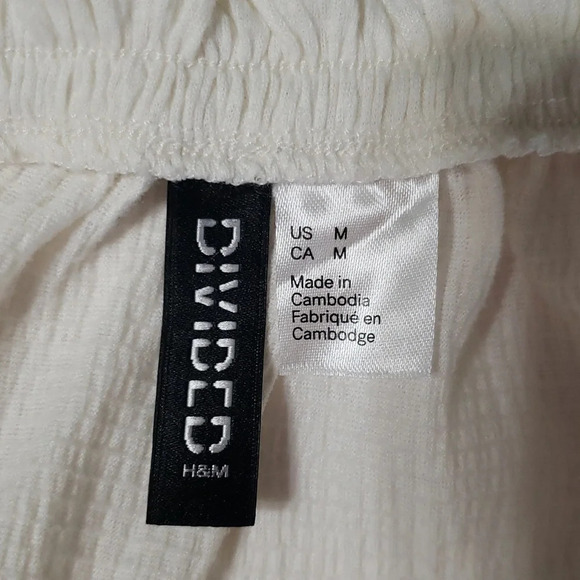 DIVIDED
H&M
US M
CA M
Made in
Cambodia
Fabriqué en
Cambodge